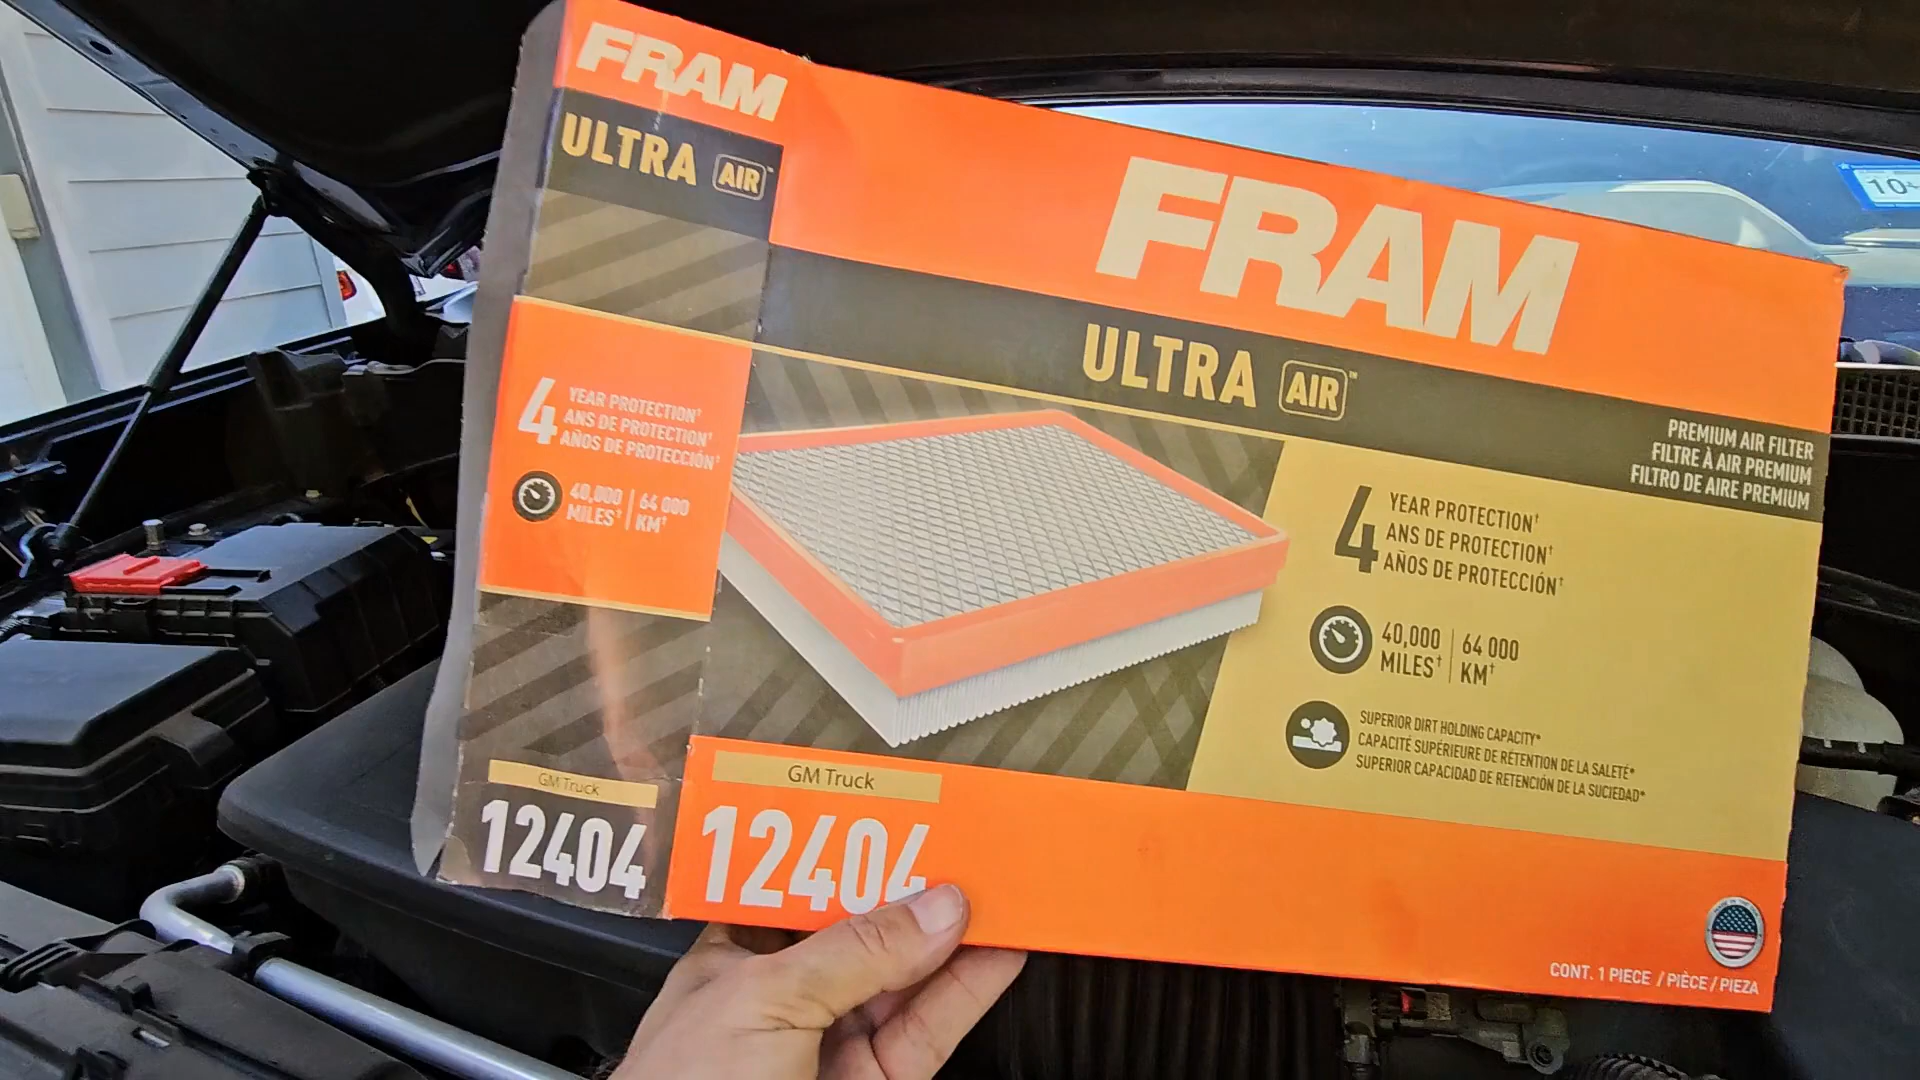 FRAM
ULTRA AIR™
4 YEAR PROTECTION†
ANS DE PROTECTION†
AÑOS DE PROTECCIÓN†
40,000 MILES† | 64 000 KM†
GM Truck
12404
FRAM
ULTRA AIR™
PREMIUM AIR FILTER
FILTRE À AIR PREMIUM
FILTRO DE AIRE PREMIUM
4 YEAR PROTECTION†
ANS DE PROTECTION†
AÑOS DE PROTECCIÓN†
40,000 MILES† | 64 000 KM†
SUPERIOR DIRT HOLDING CAPACITY*
CAPACITÉ SUPÉRIEURE DE RÉTENTION DE LA SALETÉ*
SUPERIOR CAPACIDAD DE RETENCIÓN DE LA SUCIEDAD*
GM Truck
12404
CONT. 1 PIECE / PIÈCE / PIEZA
10